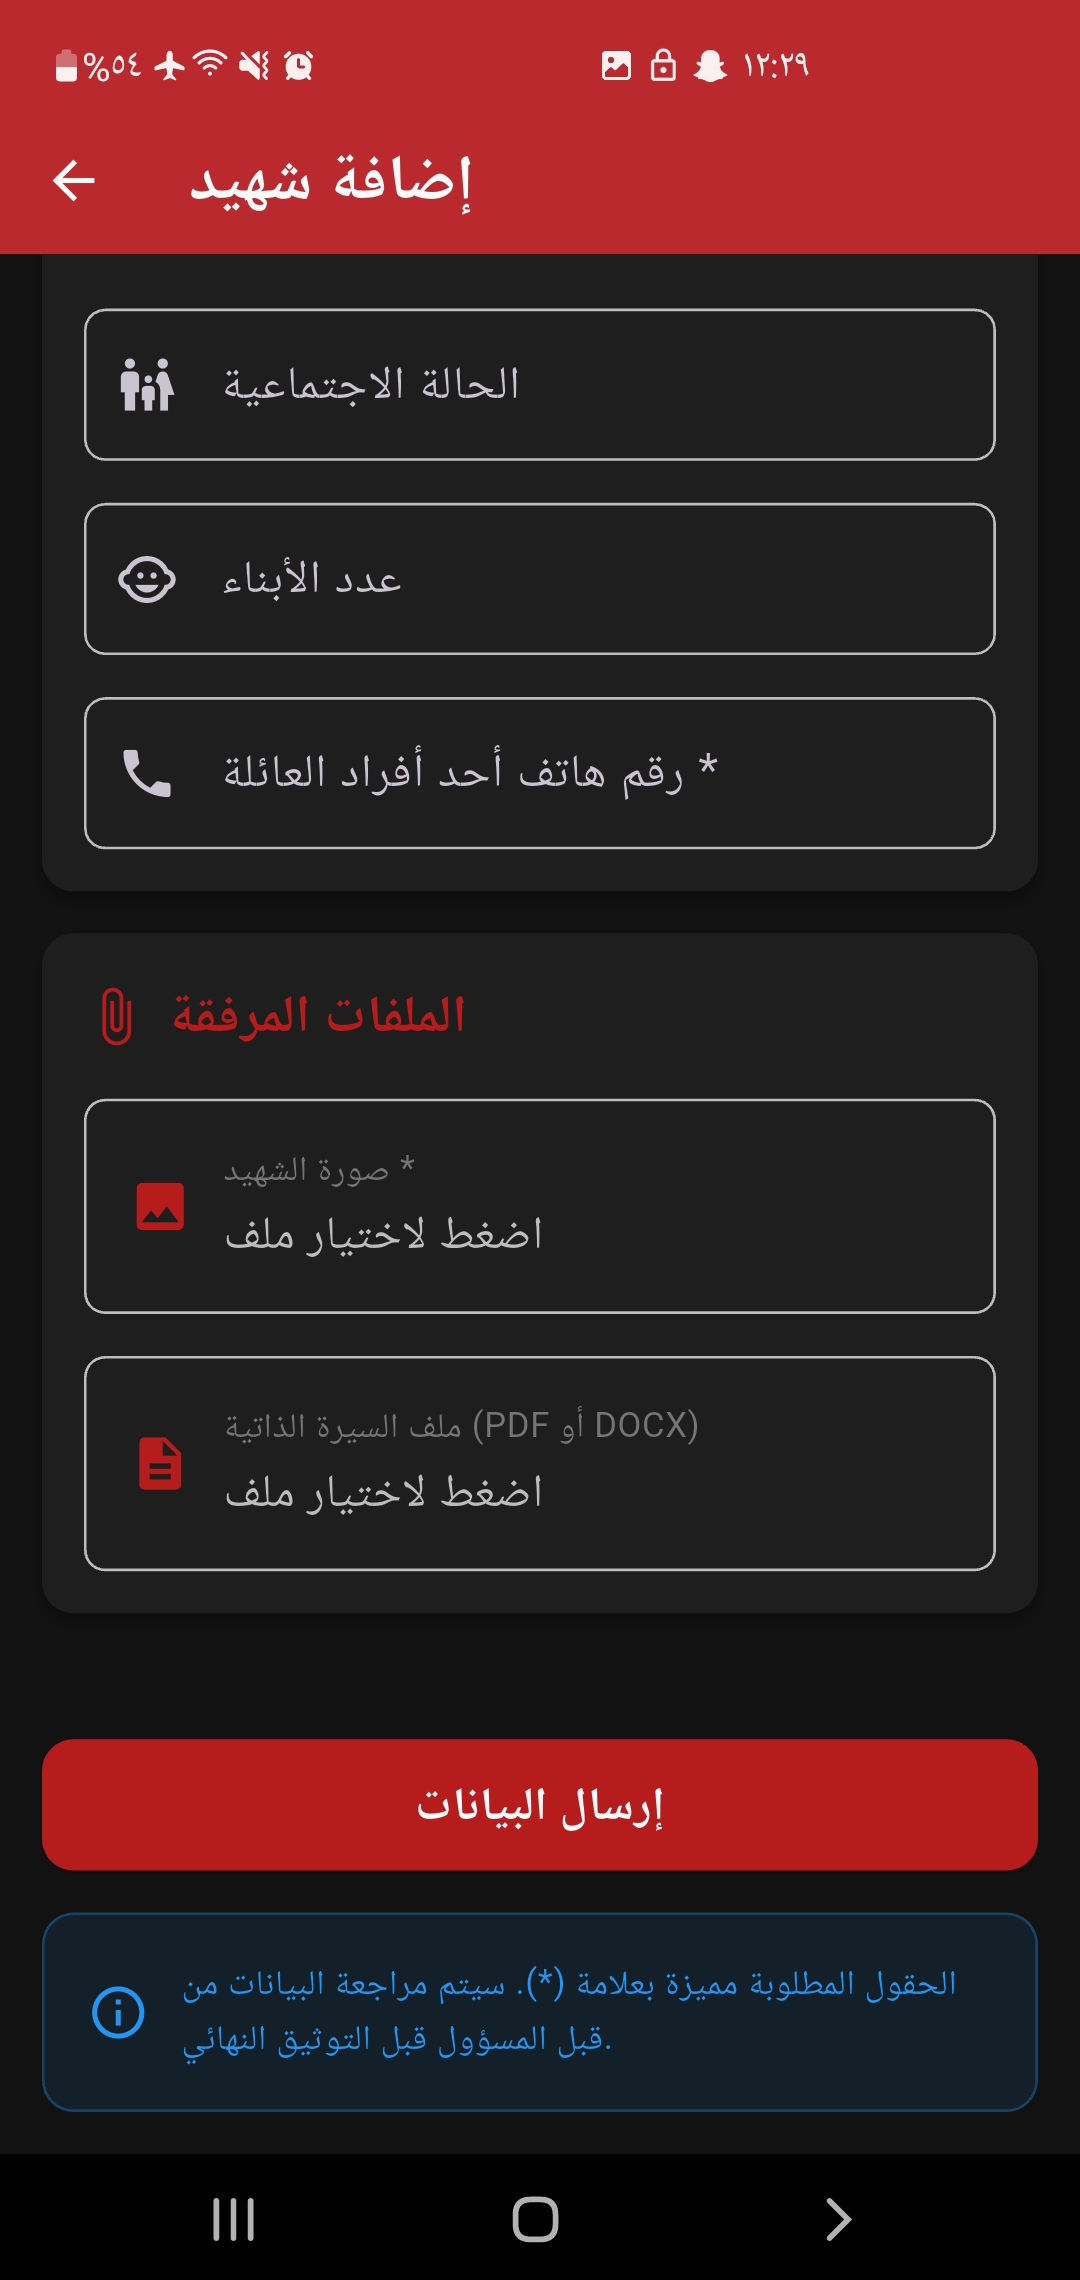 %٥٤ ١٢:٢٩
إضافة شهيد
الحالة الاجتماعية
عدد الأبناء
رقم هاتف أحد أفراد العائلة *
الملفات المرفقة
صورة الشهيد *
اضغط لاختيار ملف
ملف السيرة الذاتية (PDF أو DOCX)
اضغط لاختيار ملف
إرسال البيانات
الحقول المطلوبة مميزة بعلامة (*). سيتم مراجعة البيانات من
قبل المسؤول قبل التوثيق النهائي.